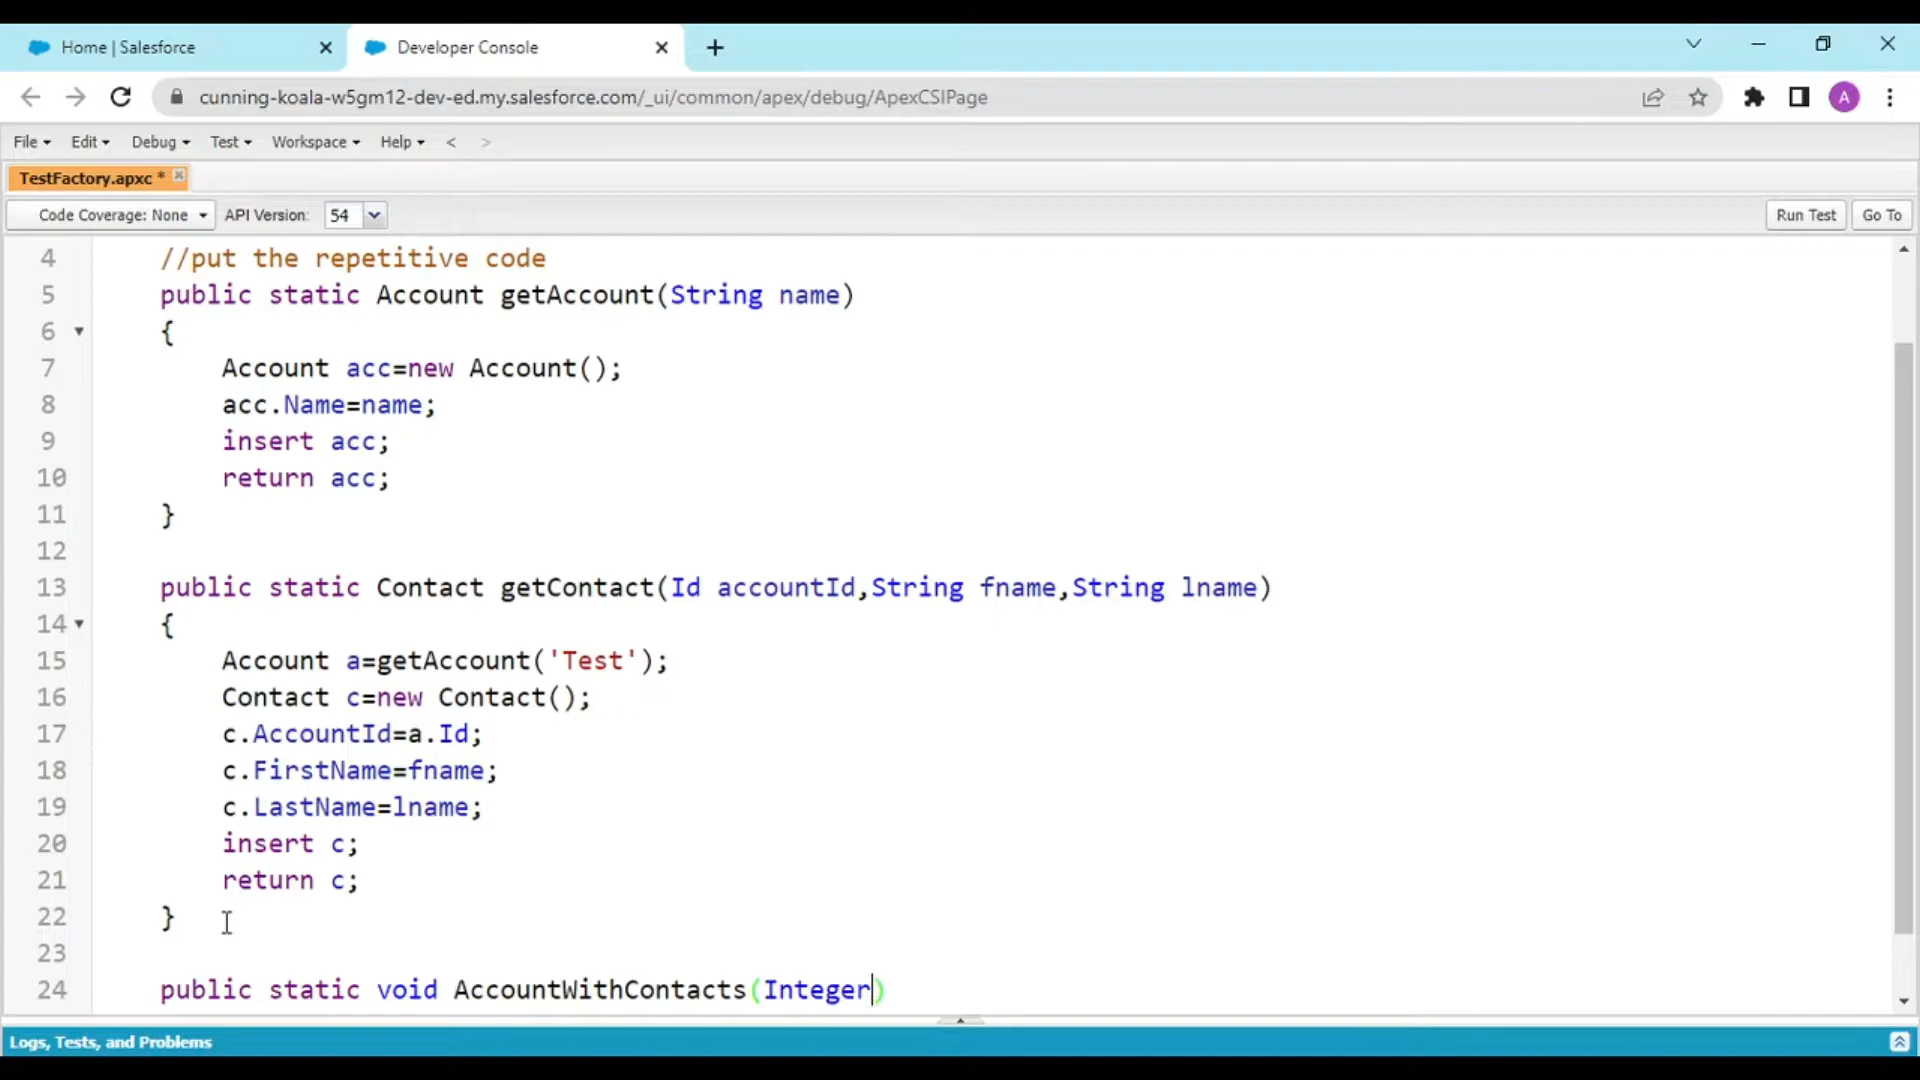 Home | Salesforce
Developer Console
cunning-koala-w5gm12-dev-ed.my.salesforce.com/_ui/common/apex/debug/ApexCSIPage
A
File Edit Debug Test Workspace Help < >
TestFactory.apxc *
Code Coverage: None API Version: 54 Run Test Go To
4 //put the repetitive code
5 public static Account getAccount(String name)
6 {
7 Account acc=new Account();
8 acc.Name=name;
9 insert acc;
10 return acc;
11 }
12
13 public static Contact getContact(Id accountId,String fname,String lname)
14 {
15 Account a=getAccount('Test');
16 Contact c=new Contact();
17 c.AccountId=a.Id;
18 c.FirstName=fname;
19 c.LastName=lname;
20 insert c;
21 return c;
22 }
23
24 public static void AccountWithContacts(Integer)
Logs, Tests, and Problems